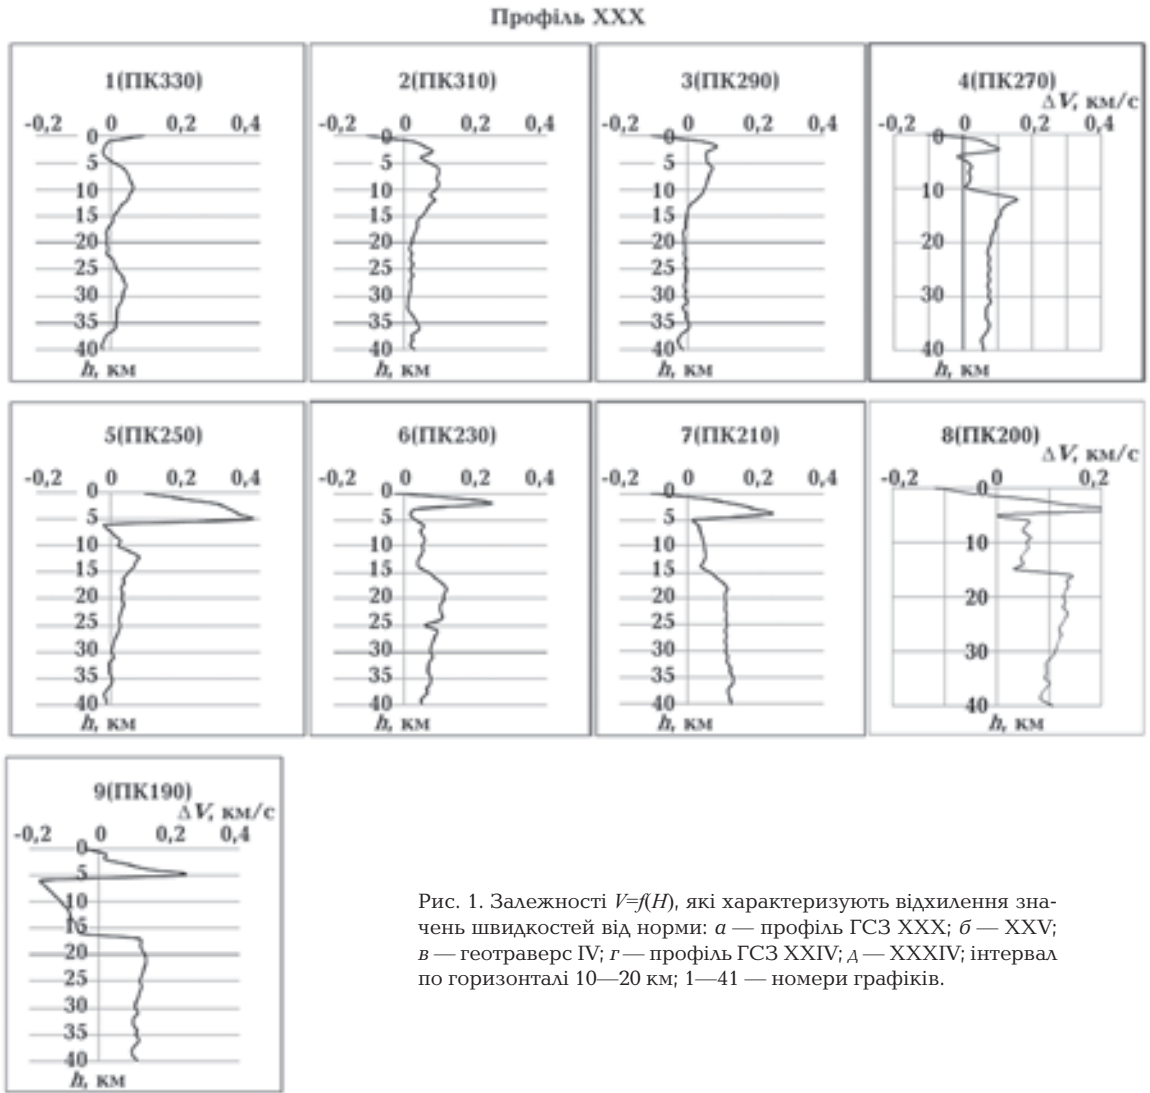 Профіль XXX
1(ПК330)
-0,2 0 0,2 0,4
0
5
10
15
20
25
30
35
40
h, км
2(ПК310)
-0,2 0 0,2 0,4
0
5
10
15
20
25
30
35
40
h, км
3(ПК290)
-0,2 0 0,2 0,4
0
5
10
15
20
25
30
35
40
h, км
4(ПК270)
ΔV, км/с
-0,2 0 0,2 0,4
0
10
20
30
40
h, км
5(ПК250)
-0,2 0 0,2 0,4
0
5
10
15
20
25
30
35
40
h, км
6(ПК230)
-0,2 0 0,2 0,4
0
5
10
15
20
25
30
35
40
h, км
7(ПК210)
-0,2 0 0,2 0,4
0
5
10
15
20
25
30
35
40
h, км
8(ПК200)
ΔV, км/с
-0,2 0 0,2
0
10
20
30
40
h, км
9(ПК190)
ΔV, км/с
-0,2 0 0,2 0,4
0
5
10
15
20
25
30
35
40
h, км
Рис. 1. Залежності V=f(H), які характеризують відхилення зна-
чень швидкостей від норми: а — профіль ГСЗ XXX; б — XXV;
в — геотраверс IV; г — профіль ГСЗ XXIV; д — XXXIV; інтервал
по горизонталі 10—20 км; 1—41 — номери графіків.